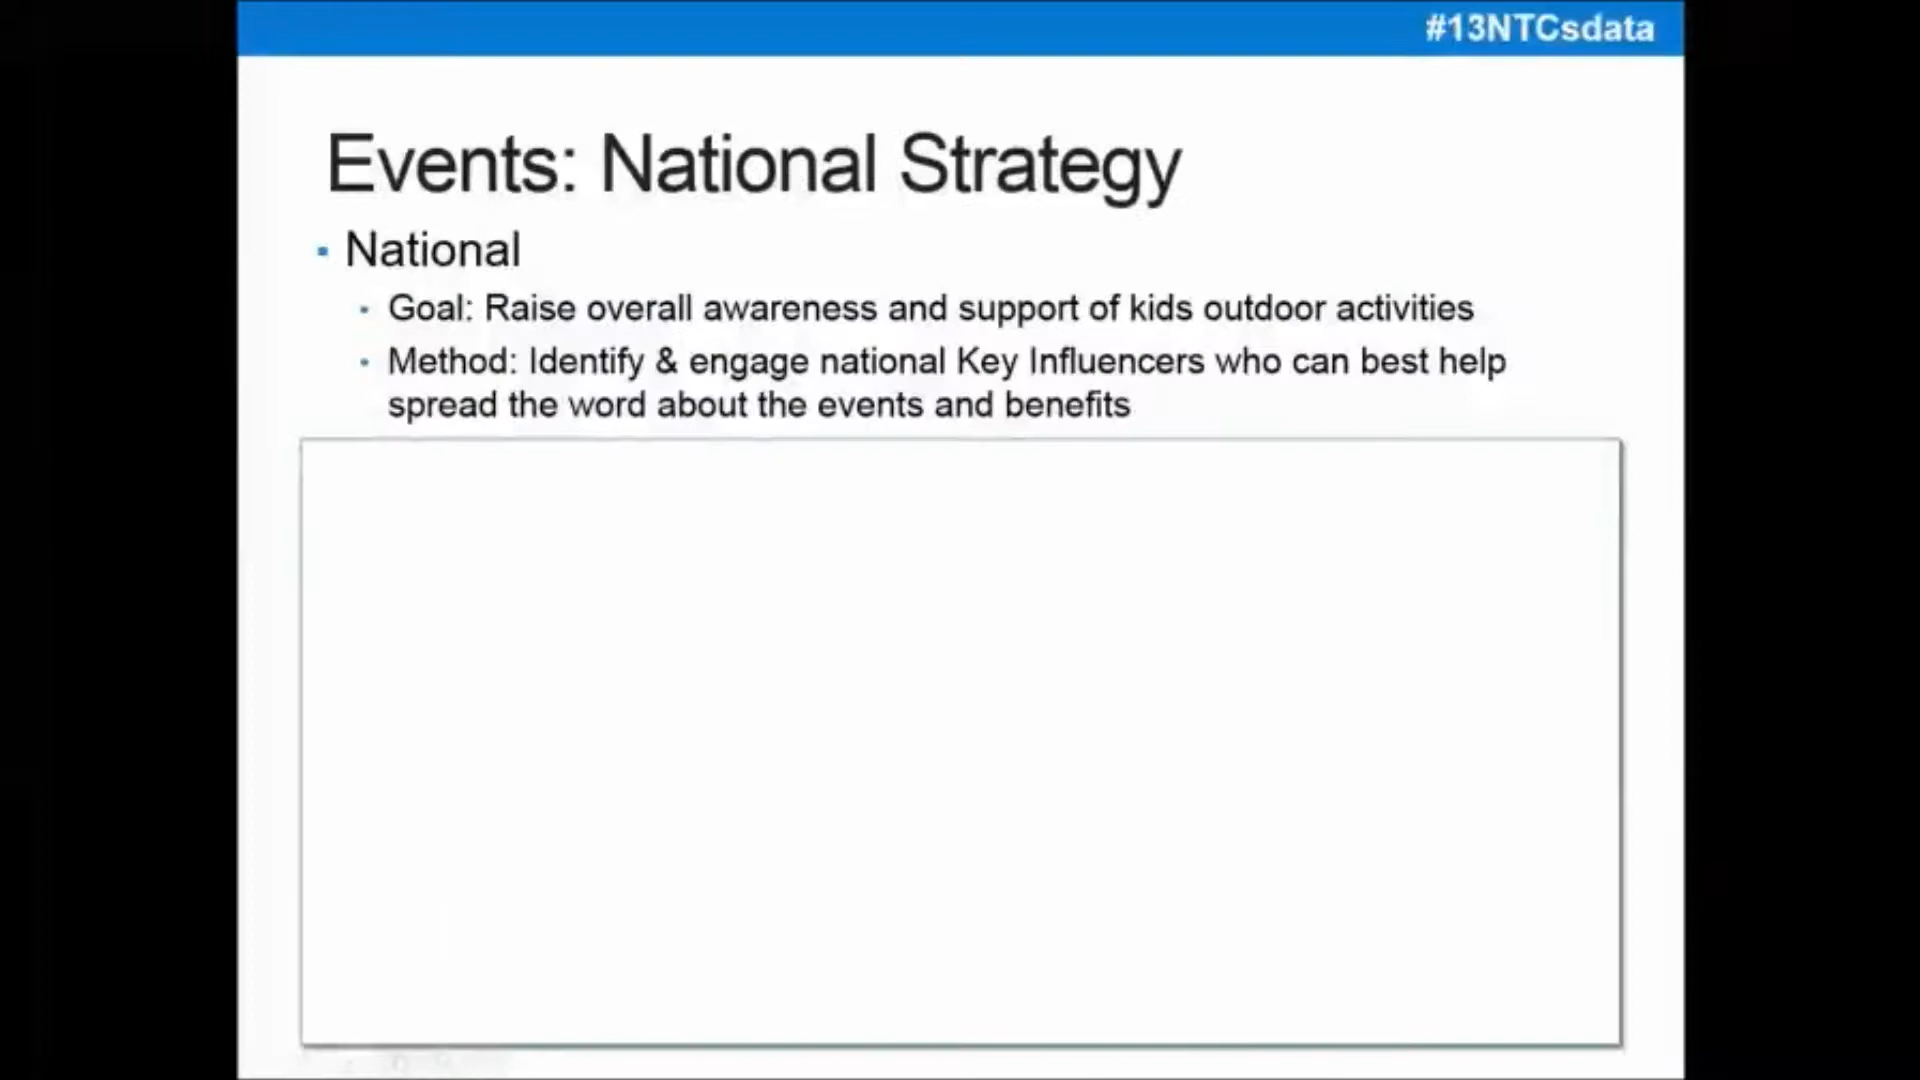 #13NTCsdata
Events: National Strategy
▪ National
▪ Goal: Raise overall awareness and support of kids outdoor activities
▪ Method: Identify & engage national Key Influencers who can best help
spread the word about the events and benefits